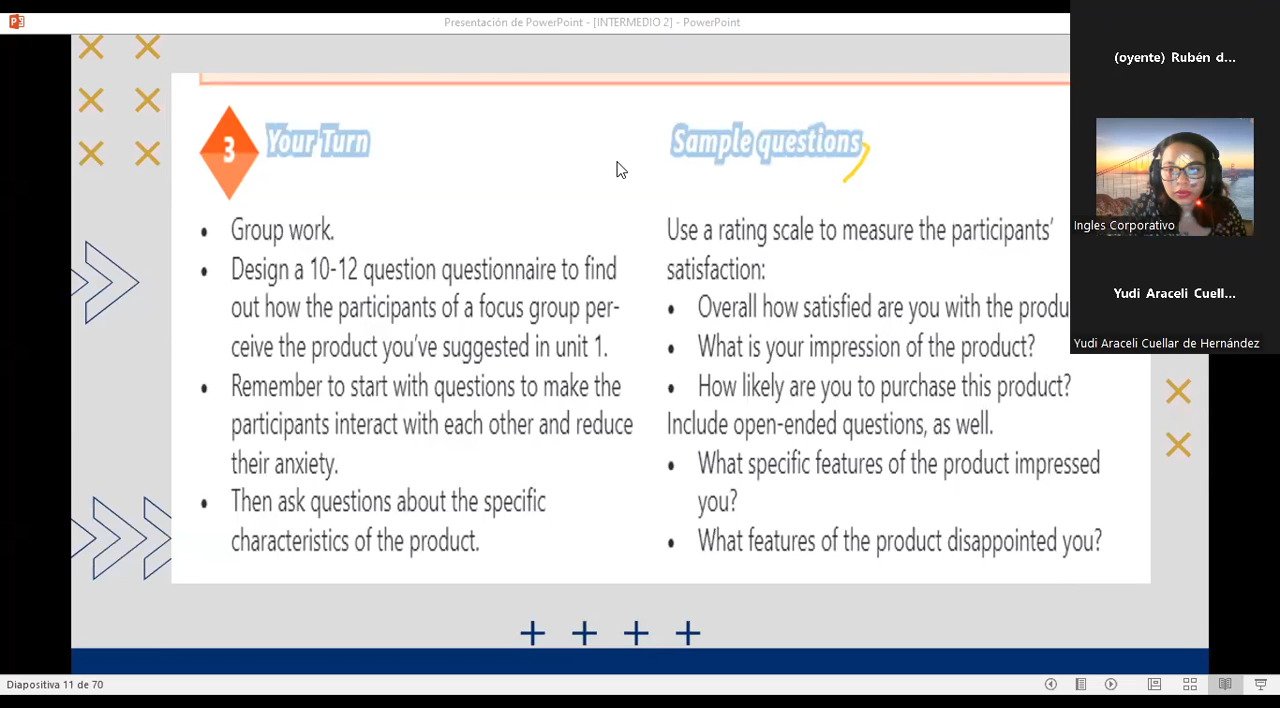 Presentación de PowerPoint - [INTERMEDIO 2] - PowerPoint
(oyente) Rubén d...
Ingles Corporativo
Yudi Araceli Cuell...
Yudi Araceli Cuellar de Hernández
3
Your Turn
• Group work.
• Design a 10-12 question questionnaire to find
out how the participants of a focus group per-
ceive the product you've suggested in unit 1.
• Remember to start with questions to make the
participants interact with each other and reduce
their anxiety.
• Then ask questions about the specific
characteristics of the product.
Sample questions
Use a rating scale to measure the participants'
satisfaction:
• Overall how satisfied are you with the produ
• What is your impression of the product?
• How likely are you to purchase this product?
Include open-ended questions, as well.
• What specific features of the product impressed
you?
• What features of the product disappointed you?
Diapositiva 11 de 70